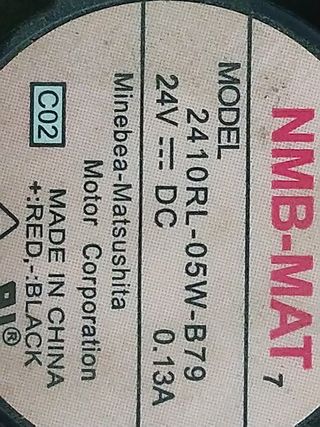 NMB-MAT 7
MODEL
2410RL-05W-B79
24V ⎓ DC 0.13A
Minebea-Matsushita
Motor Corporation
C02 MADE IN CHINA
+:RED,-:BLACK